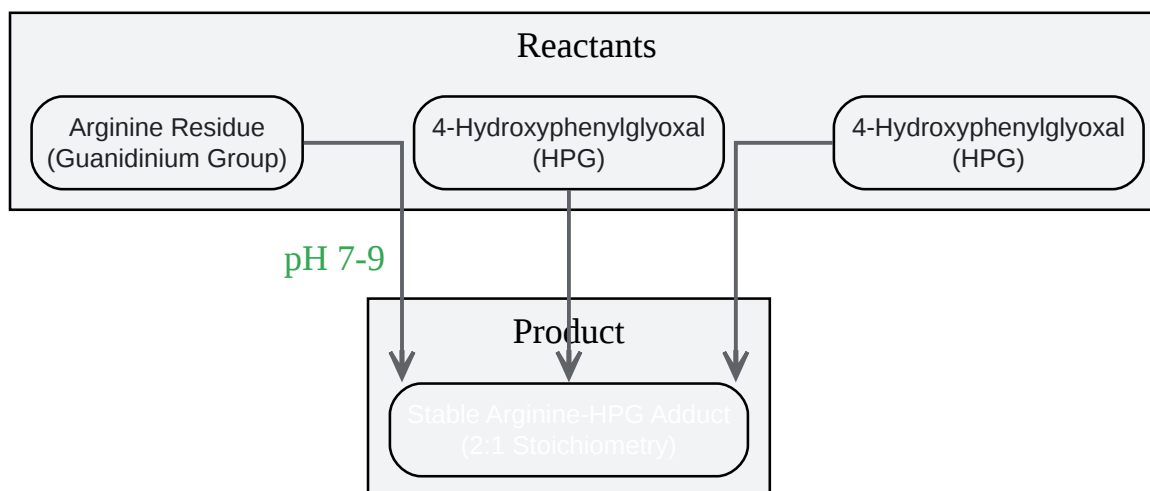 Reactants
Arginine Residue
(Guanidinium Group)
4-Hydroxyphenylglyoxal
(HPG)
4-Hydroxyphenylglyoxal
(HPG)
pH 7-9
Product
Stable Arginine-HPG Adduct
(2:1 Stoichiometry)